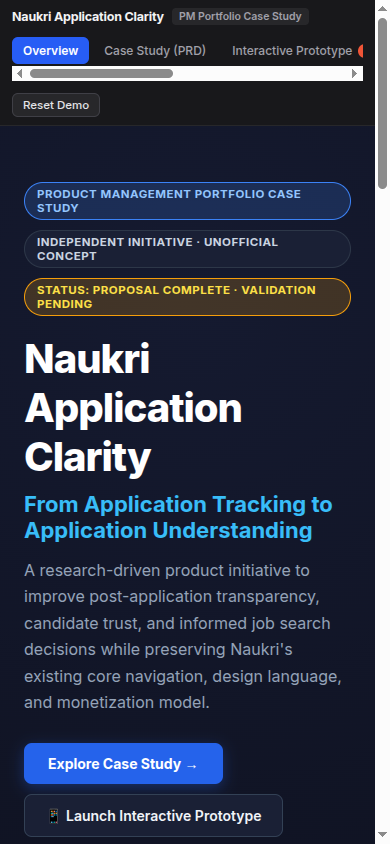 Naukri Application Clarity PM Portfolio Case Study
Overview Case Study (PRD) Interactive Prototype
Reset Demo
PRODUCT MANAGEMENT PORTFOLIO CASE
STUDY
INDEPENDENT INITIATIVE · UNOFFICIAL
CONCEPT
STATUS: PROPOSAL COMPLETE · VALIDATION
PENDING
Naukri
Application
Clarity
From Application Tracking to
Application Understanding
A research-driven product initiative to
improve post-application transparency,
candidate trust, and informed job search
decisions while preserving Naukri's
existing core navigation, design language,
and monetization model.
Explore Case Study →
📱 Launch Interactive Prototype